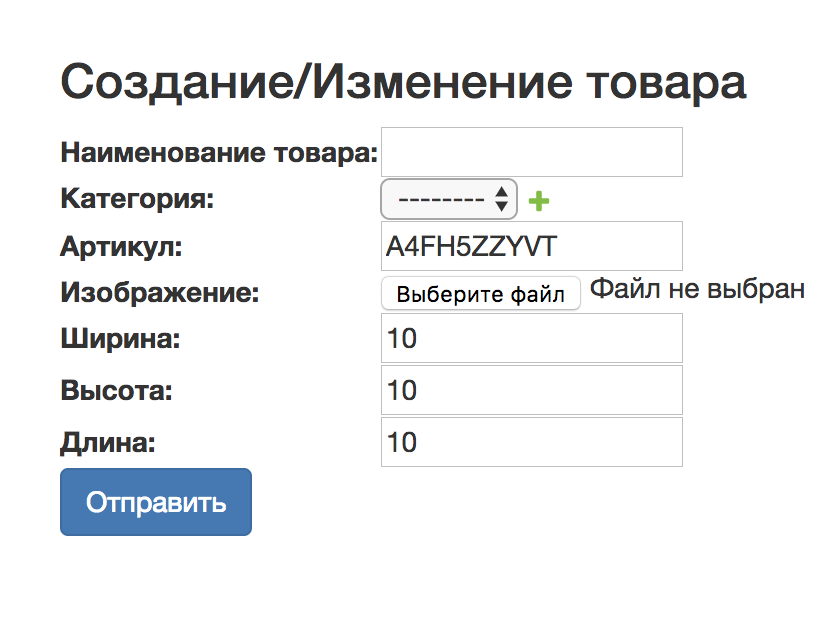 Создание/Изменение товара
Наименование товара:
Категория: --------
Артикул: A4FH5ZZYVT
Изображение: Выберите файл Файл не выбран
Ширина: 10
Высота: 10
Длина: 10
Отправить